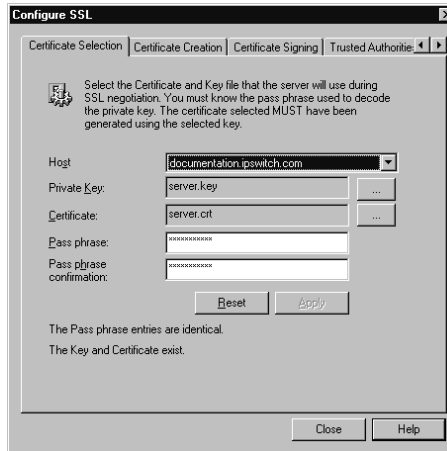 Configure SSL
Certificate Selection Certificate Creation Certificate Signing Trusted Authorities
Select the Certificate and Key file that the server will use during
SSL negotiation. You must know the pass phrase used to decode
the private key. The certificate selected MUST have been
generated using the selected key.
Host documentation.ipswitch.com
Private Key: server.key ...
Certificate: server.crt ...
Pass phrase: xxxxxxxxxxx
Pass phrase
confirmation: xxxxxxxxxxx
Reset Apply
The Pass phrase entries are identical.
The Key and Certificate exist.
Close Help